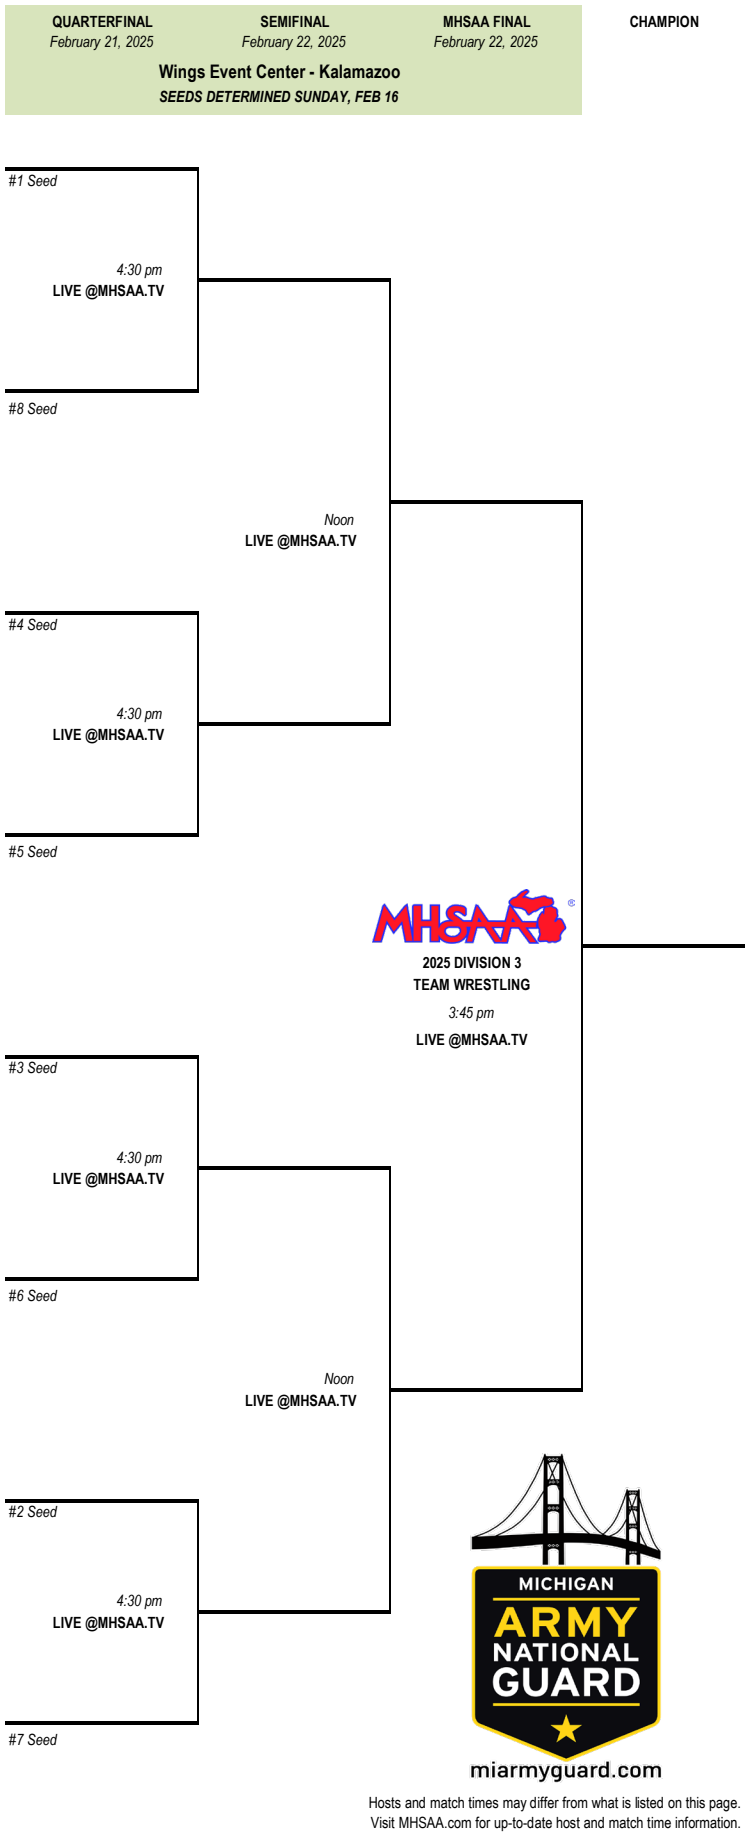 QUARTERFINAL SEMIFINAL MHSAA FINAL CHAMPION
February 21, 2025 February 22, 2025 February 22, 2025
Wings Event Center - Kalamazoo
SEEDS DETERMINED SUNDAY, FEB 16
#1 Seed
4:30 pm
LIVE @MHSAA.TV
#8 Seed
Noon
LIVE @MHSAA.TV
#4 Seed
4:30 pm
LIVE @MHSAA.TV
#5 Seed
MHSAA ®
2025 DIVISION 3
TEAM WRESTLING
3:45 pm
LIVE @MHSAA.TV
#3 Seed
4:30 pm
LIVE @MHSAA.TV
#6 Seed
Noon
LIVE @MHSAA.TV
#2 Seed
4:30 pm
LIVE @MHSAA.TV
#7 Seed
MICHIGAN
ARMY
NATIONAL
GUARD
miarmyguard.com
Hosts and match times may differ from what is listed on this page.
Visit MHSAA.com for up-to-date host and match time information.